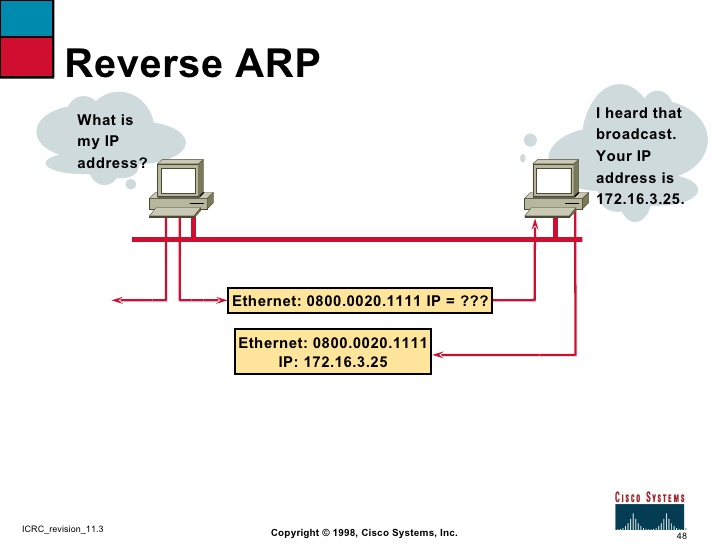 Reverse ARP
What is
my IP
address?
I heard that
broadcast.
Your IP
address is
172.16.3.25.
Ethernet: 0800.0020.1111 IP = ???
Ethernet: 0800.0020.1111
IP: 172.16.3.25
CISCO SYSTEMS
ICRC_revision_11.3
Copyright © 1998, Cisco Systems, Inc.
48